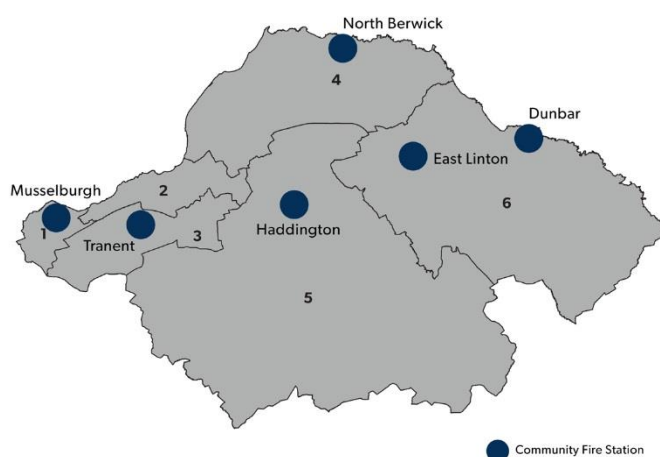 North Berwick
4
Dunbar
East Linton
Musselburgh
2
6
1
Tranent
3
Haddington
5
Community Fire Station